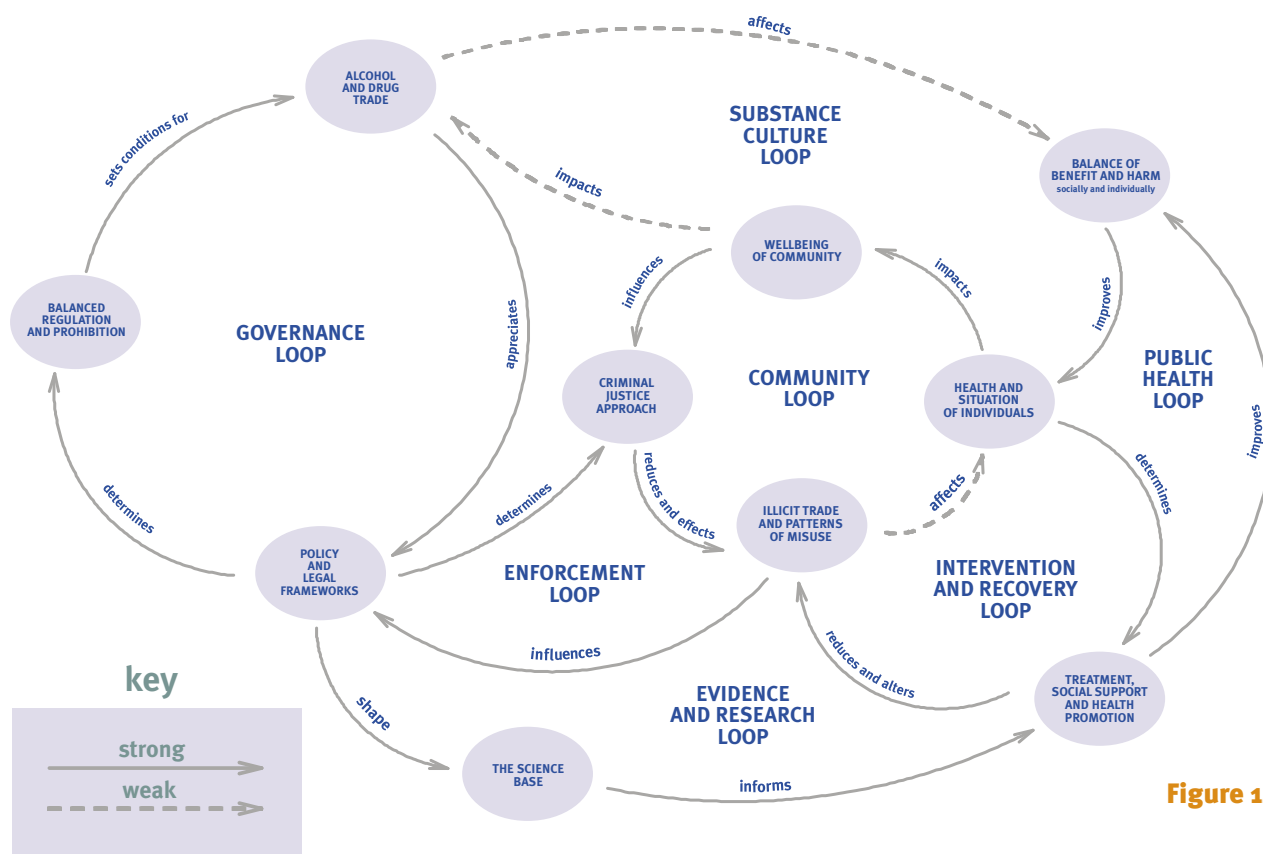 affects
ALCOHOL
AND DRUG
TRADE
SUBSTANCE
CULTURE
LOOP
sets conditions for
BALANCE OF
BENEFIT AND HARM
socially and individually
impacts
WELLBEING
OF COMMUNITY
influences
impacts
improves
BALANCED
REGULATION
AND PROHIBITION
GOVERNANCE
LOOP
appreciates
CRIMINAL
JUSTICE
APPROACH
COMMUNITY
LOOP
HEALTH AND
SITUATION
OF INDIVIDUALS
PUBLIC
HEALTH
LOOP
improves
determines
determines
reduces and effects
ILLICIT TRADE
AND PATTERNS
OF MISUSE
affects
determines
POLICY
AND
LEGAL
FRAMEWORKS
ENFORCEMENT
LOOP
INTERVENTION
AND RECOVERY
LOOP
influences
reduces and alters
key
shape
EVIDENCE
AND RESEARCH
LOOP
TREATMENT,
SOCIAL SUPPORT
AND HEALTH
PROMOTION
strong
weak
THE SCIENCE
BASE
informs
Figure 1